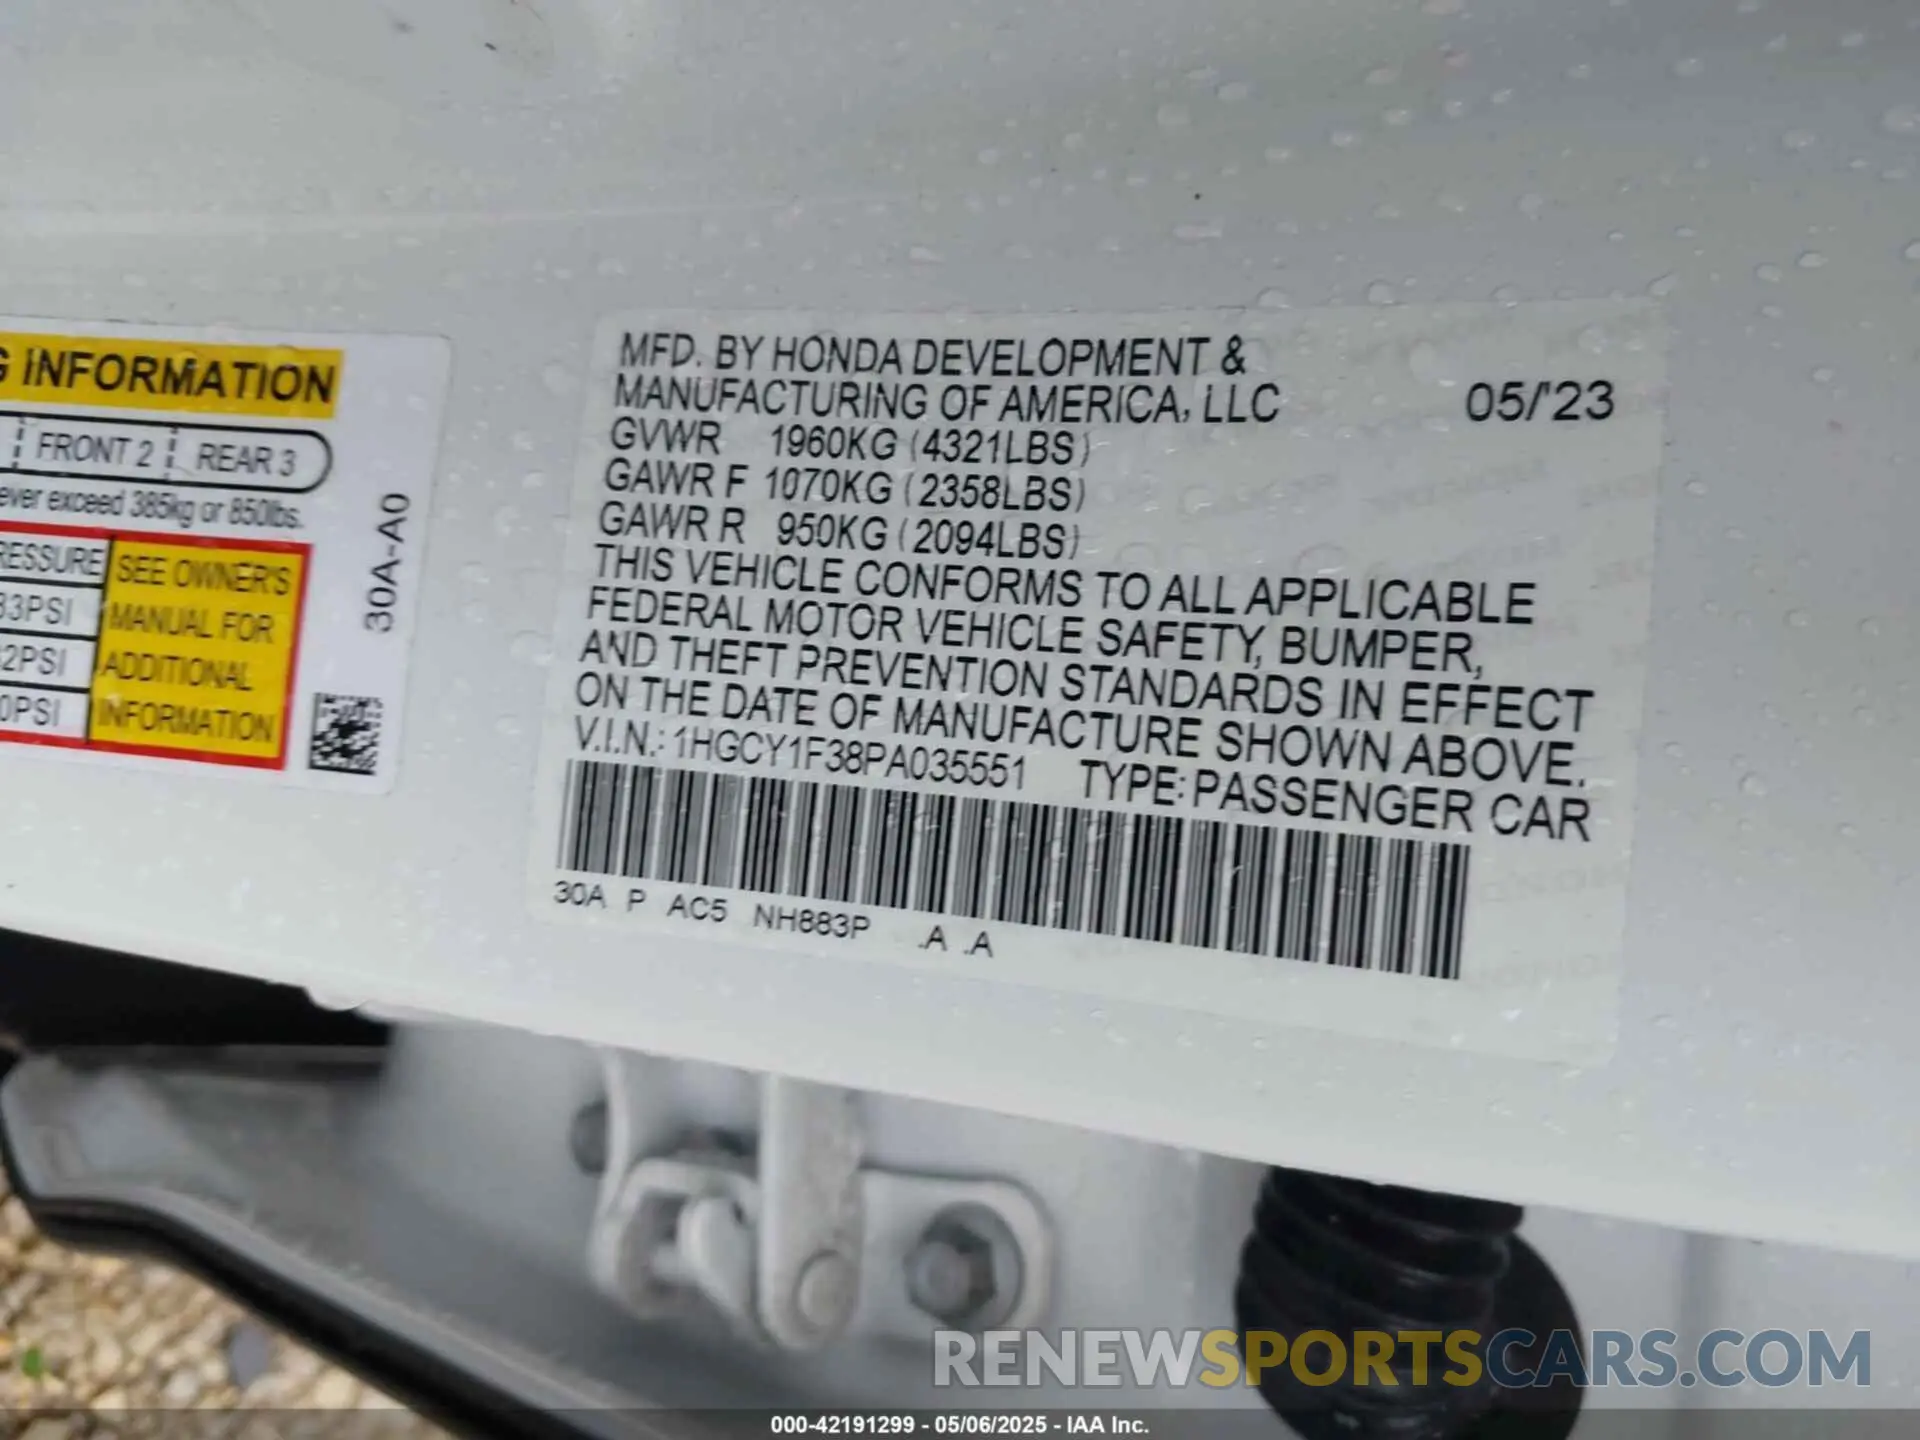 INFORMATION
FRONT 2 REAR 3
ever exceed 385kg or 850lbs.
RESSURE
33PSI
2PSI
0PSI
SEE OWNER'S
MANUAL FOR
ADDITIONAL
INFORMATION
30A-A0
MFD. BY HONDA DEVELOPMENT &
MANUFACTURING OF AMERICA, LLC 05/'23
GVWR 1960KG (4321LBS)
GAWR F 1070KG (2358LBS)
GAWR R 950KG (2094LBS)
THIS VEHICLE CONFORMS TO ALL APPLICABLE
FEDERAL MOTOR VEHICLE SAFETY, BUMPER,
AND THEFT PREVENTION STANDARDS IN EFFECT
ON THE DATE OF MANUFACTURE SHOWN ABOVE.
V.I.N.: 1HGCY1F38PA035551 TYPE: PASSENGER CAR
30A P AC5 NH883P .A .A
RENEWSPORTSCARS.COM
000-42191299 - 05/06/2025 - IAA Inc.